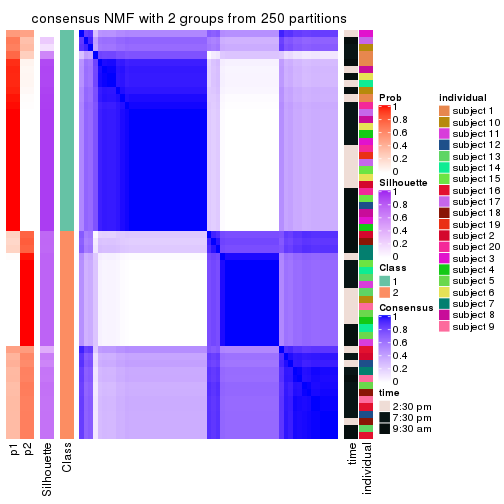 consensus NMF with 2 groups from 250 partitions
p1
p2
Silhouette
Class
time
individual
Prob
1
0.8
0.6
0.4
0.2
0
Silhouette
1
0.8
0.6
0.4
0.2
0
Class
1
2
Consensus
1
0.8
0.6
0.4
0.2
0
time
2:30 pm
7:30 pm
9:30 am
individual
subject 1
subject 10
subject 11
subject 12
subject 13
subject 14
subject 15
subject 16
subject 17
subject 18
subject 19
subject 2
subject 20
subject 3
subject 4
subject 5
subject 6
subject 7
subject 8
subject 9